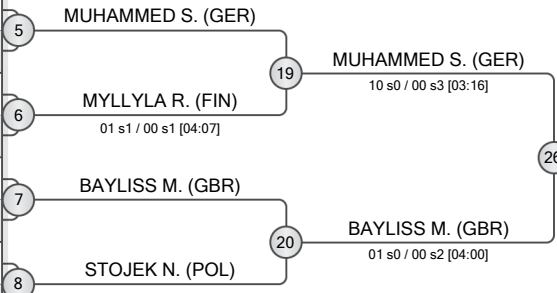 MUHAMMED S. (GER)
5
19
MUHAMMED S. (GER)
10 s0 / 00 s3 [03:16]
6
MYLLYLA R. (FIN)
01 s1 / 00 s1 [04:07]
26
7
BAYLISS M. (GBR)
20
BAYLISS M. (GBR)
01 s0 / 00 s2 [04:00]
8
STOJEK N. (POL)